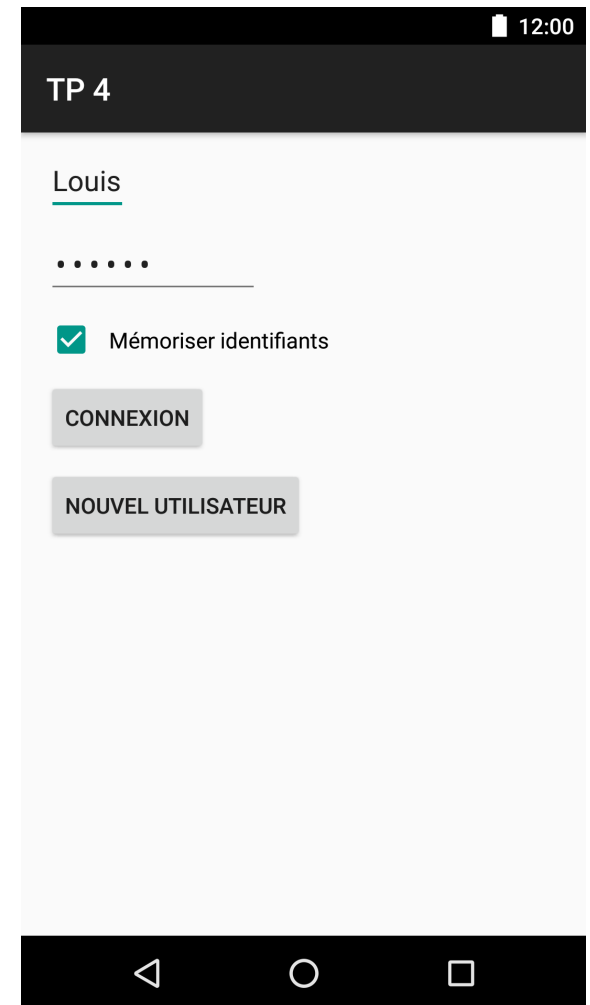 12:00
TP 4
Louis
••••••
Mémoriser identifiants
CONNEXION
NOUVEL UTILISATEUR